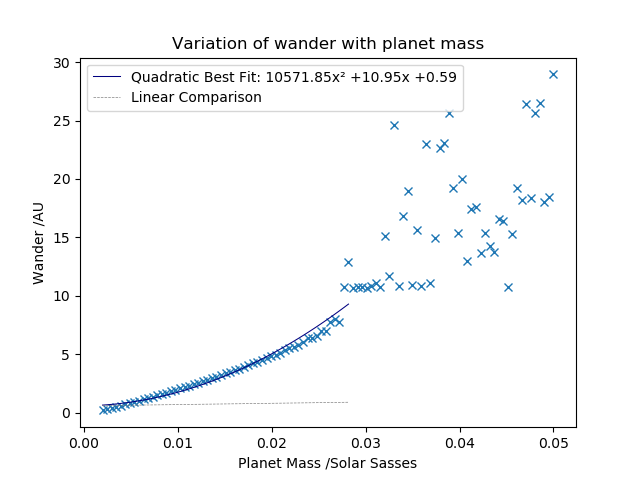 Variation of wander with planet mass
Quadratic Best Fit: 10571.85x² +10.95x +0.59
Linear Comparison
30
25
20
15
10
5
0
Wander /AU
0.00 0.01 0.02 0.03 0.04 0.05
Planet Mass /Solar Sasses